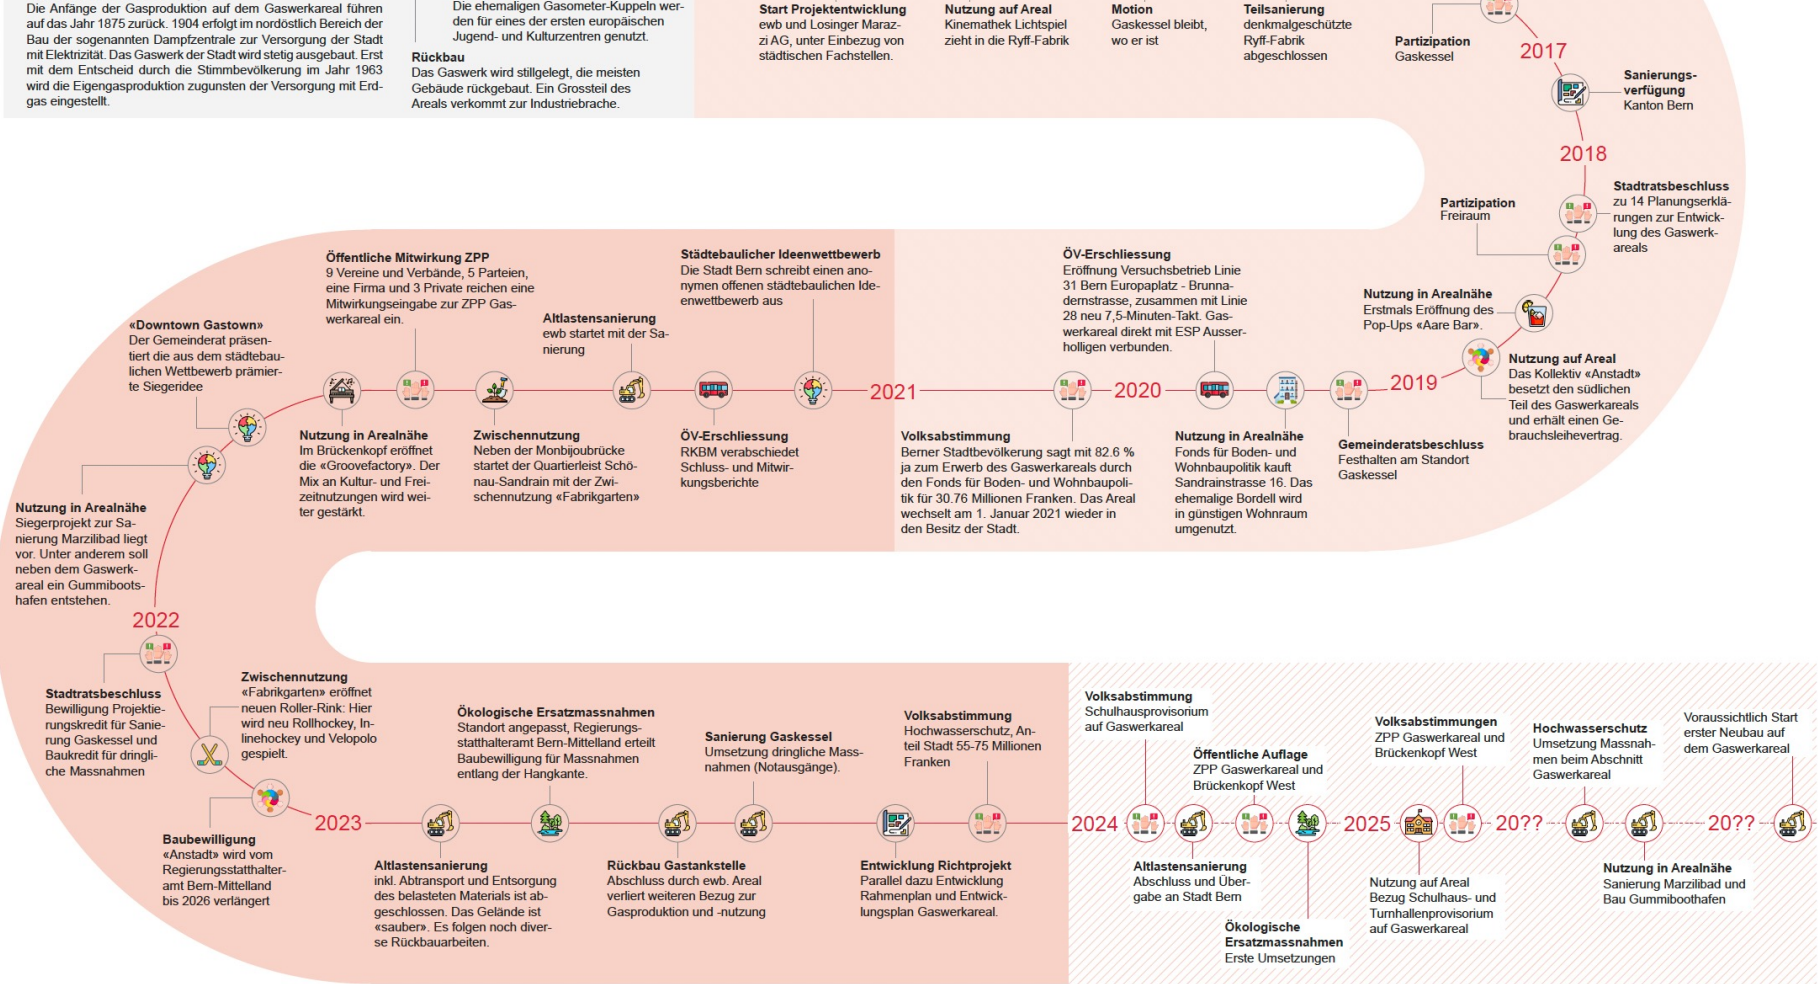 Die Anfänge der Gasproduktion auf dem Gaswerkareal führen
auf das Jahr 1875 zurück. 1904 erfolgt im nordöstlich Bereich der
Bau der sogenannten Dampfzentrale zur Versorgung der Stadt
mit Elektrizität. Das Gaswerk der Stadt wird stetig ausgebaut. Erst
mit dem Entscheid durch die Stimmbevölkerung im Jahr 1963
wird die Eigengasproduktion zugunsten der Versorgung mit Erd-
gas eingestellt.
Die ehemaligen Gasometer-Kuppeln wer-
den für eines der ersten europäischen
Jugend- und Kulturzentren genutzt.
Rückbau
Das Gaswerk wird stillgelegt, die meisten
Gebäude rückgebaut. Ein Grossteil des
Areals verkommt zur Industriebrache.
Start Projektentwicklung
ewb und Losinger Maraz-
zi AG, unter Einbezug von
städtischen Fachstellen.
Nutzung auf Areal
Kinemathek Lichtspiel
zieht in die Ryff-Fabrik
Motion
Gaskessel bleibt,
wo er ist
Teilsanierung
denkmalgeschützte
Ryff-Fabrik
abgeschlossen
Partizipation
Gaskessel
2017
Sanierungs-
verfügung
Kanton Bern
2018
Stadtratsbeschluss
zu 14 Planungserklä-
rungen zur Entwick-
lung des Gaswerk-
areals
Partizipation
Freiraum
Nutzung in Arealnähe
Erstmals Eröffnung des
Pop-Ups «Aare Bar».
Nutzung auf Areal
Das Kollektiv «Anstadt»
besetzt den südlichen
Teil des Gaswerkareals
und erhält einen Ge-
brauchsleihevertrag.
2019
Gemeinderatsbeschluss
Festhalten am Standort
Gaskessel
Nutzung in Arealnähe
Fonds für Boden- und
Wohnbaupolitik kauft
Sandrainstrasse 16. Das
ehemalige Bordell wird
in günstigen Wohnraum
umgenutzt.
ÖV-Erschliessung
Eröffnung Versuchsbetrieb Linie
31 Bern Europaplatz - Brunna-
dernstrasse, zusammen mit Linie
28 neu 7,5-Minuten-Takt. Gas-
werkareal direkt mit ESP Ausser-
holligen verbunden.
2020
Volksabstimmung
Berner Stadtbevölkerung sagt mit 82.6 %
ja zum Erwerb des Gaswerkareals durch
den Fonds für Boden- und Wohnbaupoli-
tik für 30.76 Millionen Franken. Das Areal
wechselt am 1. Januar 2021 wieder in
den Besitz der Stadt.
2021
Städtebaulicher Ideenwettbewerb
Die Stadt Bern schreibt einen ano-
nymen offenen städtebaulichen Ide-
enwettbewerb aus
ÖV-Erschliessung
RKBM verabschiedet
Schluss- und Mitwir-
kungsberichte
Altlastensanierung
ewb startet mit der Sa-
nierung
Zwischennutzung
Neben der Monbijoubrücke
startet der Quartierleist Schö-
nau-Sandrain mit der Zwi-
schennutzung «Fabrikgarten»
Öffentliche Mitwirkung ZPP
9 Vereine und Verbände, 5 Parteien,
eine Firma und 3 Private reichen eine
Mitwirkungseingabe zur ZPP Gas-
werkareal ein.
Nutzung in Arealnähe
Im Brückenkopf eröffnet
die «Groovefactory». Der
Mix an Kultur- und Frei-
zeitnutzungen wird wei-
ter gestärkt.
«Downtown Gastown»
Der Gemeinderat präsen-
tiert die aus dem städtebau-
lichen Wettbewerb prämier-
te Siegeridee
Nutzung in Arealnähe
Siegerprojekt zur Sa-
nierung Marzilibad liegt
vor. Unter anderem soll
neben dem Gaswerk-
areal ein Gummiboots-
hafen entstehen.
2022
Stadtratsbeschluss
Bewilligung Projektie-
rungskredit für Sanie-
rung Gaskessel und
Baukredit für dringli-
che Massnahmen
Zwischennutzung
«Fabrikgarten» eröffnet
neuen Roller-Rink: Hier
wird neu Rollhockey, In-
linehockey und Velopolo
gespielt.
Baubewilligung
«Anstadt» wird vom
Regierungsstatthalter-
amt Bern-Mittelland
bis 2026 verlängert
2023
Altlastensanierung
inkl. Abtransport und Entsorgung
des belasteten Materials ist ab-
geschlossen. Das Gelände ist
«sauber». Es folgen noch diver-
se Rückbauarbeiten.
Ökologische Ersatzmassnahmen
Standort angepasst, Regierungs-
statthalteramt Bern-Mittelland erteilt
Baubewilligung für Massnahmen
entlang der Hangkante.
Rückbau Gastankstelle
Abschluss durch ewb. Areal
verliert weiteren Bezug zur
Gasproduktion und -nutzung
Sanierung Gaskessel
Umsetzung dringliche Mass-
nahmen (Notausgänge).
Entwicklung Richtprojekt
Parallel dazu Entwicklung
Rahmenplan und Entwick-
lungsplan Gaswerkareal.
Volksabstimmung
Hochwasserschutz, An-
teil Stadt 55-75 Millionen
Franken
2024
Volksabstimmung
Schulhausprovisorium
auf Gaswerkareal
Altlastensanierung
Abschluss und Über-
gabe an Stadt Bern
Öffentliche Auflage
ZPP Gaswerkareal und
Brückenkopf West
Ökologische
Ersatzmassnahmen
Erste Umsetzungen
2025
Nutzung auf Areal
Bezug Schulhaus- und
Turnhallenprovisorium
auf Gaswerkareal
Volksabstimmungen
ZPP Gaswerkareal und
Brückenkopf West
20??
Hochwasserschutz
Umsetzung Massnah-
men beim Abschnitt
Gaswerkareal
Nutzung in Arealnähe
Sanierung Marzilibad und
Bau Gummiboothafen
20??
Voraussichtlich Start
erster Neubau auf
dem Gaswerkareal